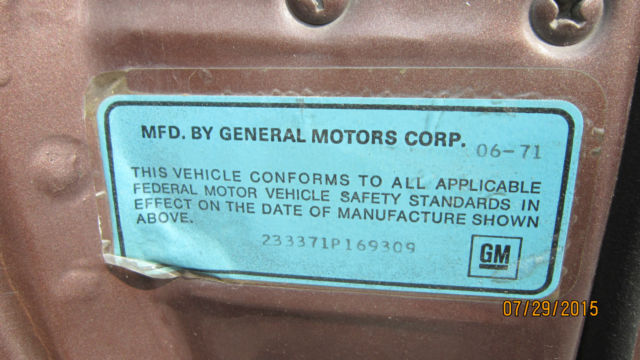 MFD. BY GENERAL MOTORS CORP. 06-71
THIS VEHICLE CONFORMS TO ALL APPLICABLE
FEDERAL MOTOR VEHICLE SAFETY STANDARDS IN
EFFECT ON THE DATE OF MANUFACTURE SHOWN
ABOVE.
233371P169309
GM
07/29/2015